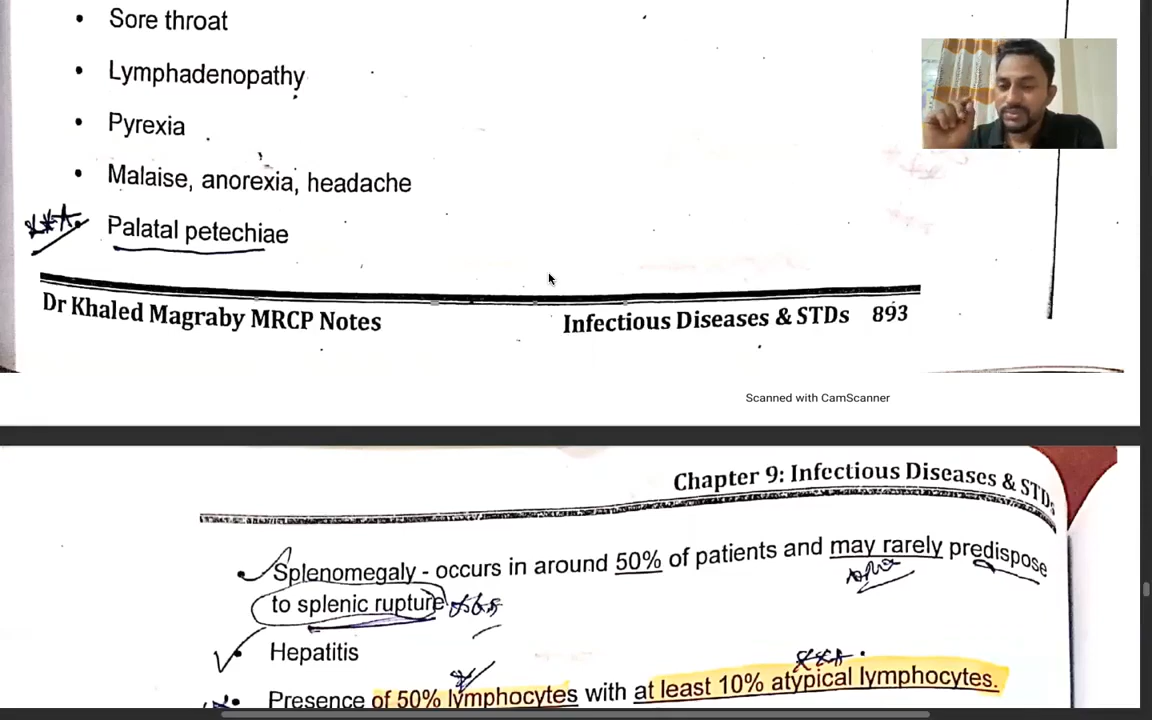 Sore throat
Lymphadenopathy
Pyrexia
Malaise, anorexia, headache
Palatal petechiae
Dr Khaled Magraby MRCP Notes Infectious Diseases & STDs 893
Scanned with CamScanner
Chapter 9: Infectious Diseases & STDs
Splenomegaly - occurs in around 50% of patients and may rarely predispose
to splenic rupture
Hepatitis
Presence of 50% lymphocytes with at least 10% atypical lymphocytes.